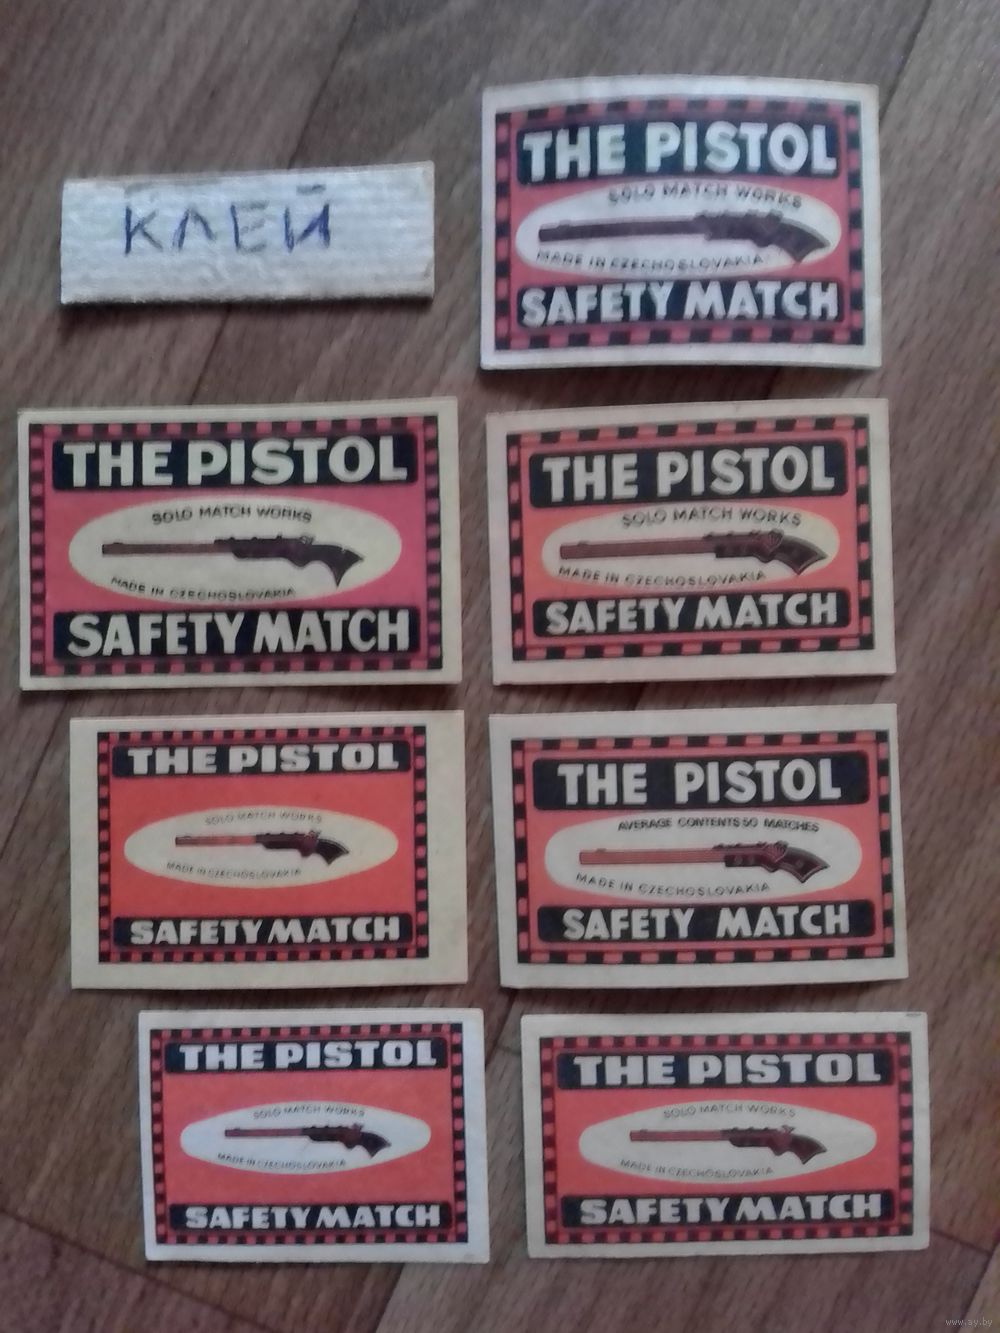 КЛЕЙ
THE PISTOL
SOLO MATCH WORKS
MADE IN CZECHOSLOVAKIA
SAFETY MATCH
THE PISTOL
SOLO MATCH WORKS
MADE IN CZECHOSLOVAKIA
SAFETY MATCH
THE PISTOL
SOLO MATCH WORKS
MADE IN CZECHOSLOVAKIA
SAFETY MATCH
THE PISTOL
SOLO MATCH WORKS
MADE IN CZECHOSLOVAKIA
SAFETY MATCH
THE PISTOL
AVERAGE CONTENTS 50 MATCHES
MADE IN CZECHOSLOVAKIA
SAFETY MATCH
THE PISTOL
SOLO MATCH WORKS
MADE IN CZECHOSLOVAKIA
SAFETY MATCH
THE PISTOL
SOLO MATCH WORKS
MADE IN CZECHOSLOVAKIA
SAFETY MATCH
www.ay.by